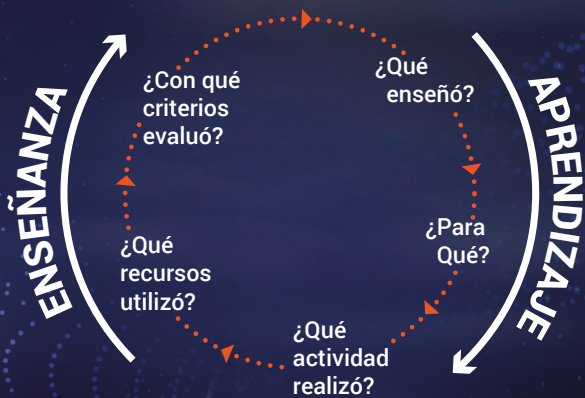 ENSEÑANZA
¿Con qué
criterios
evaluó?
¿Qué
enseñó?
APRENDIZAJE
¿Para
Qué?
¿Qué
recursos
utilizó?
¿Qué
actividad
realizó?